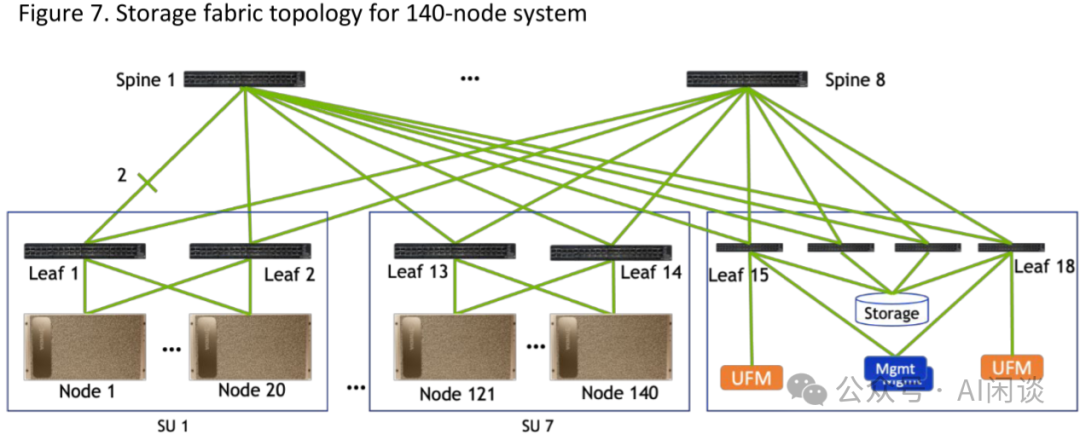 Figure 7. Storage fabric topology for 140-node system
Spine 1
...
Spine 8
2
Leaf 1
Leaf 2
Leaf 13
Leaf 14
Leaf 15
Leaf 18
Storage
...
...
Node 1
Node 20
...
Node 121
Node 140
UFM
Mgmt
Mgmt
UFM
公众号 · AI闲谈
SU 1
SU 7